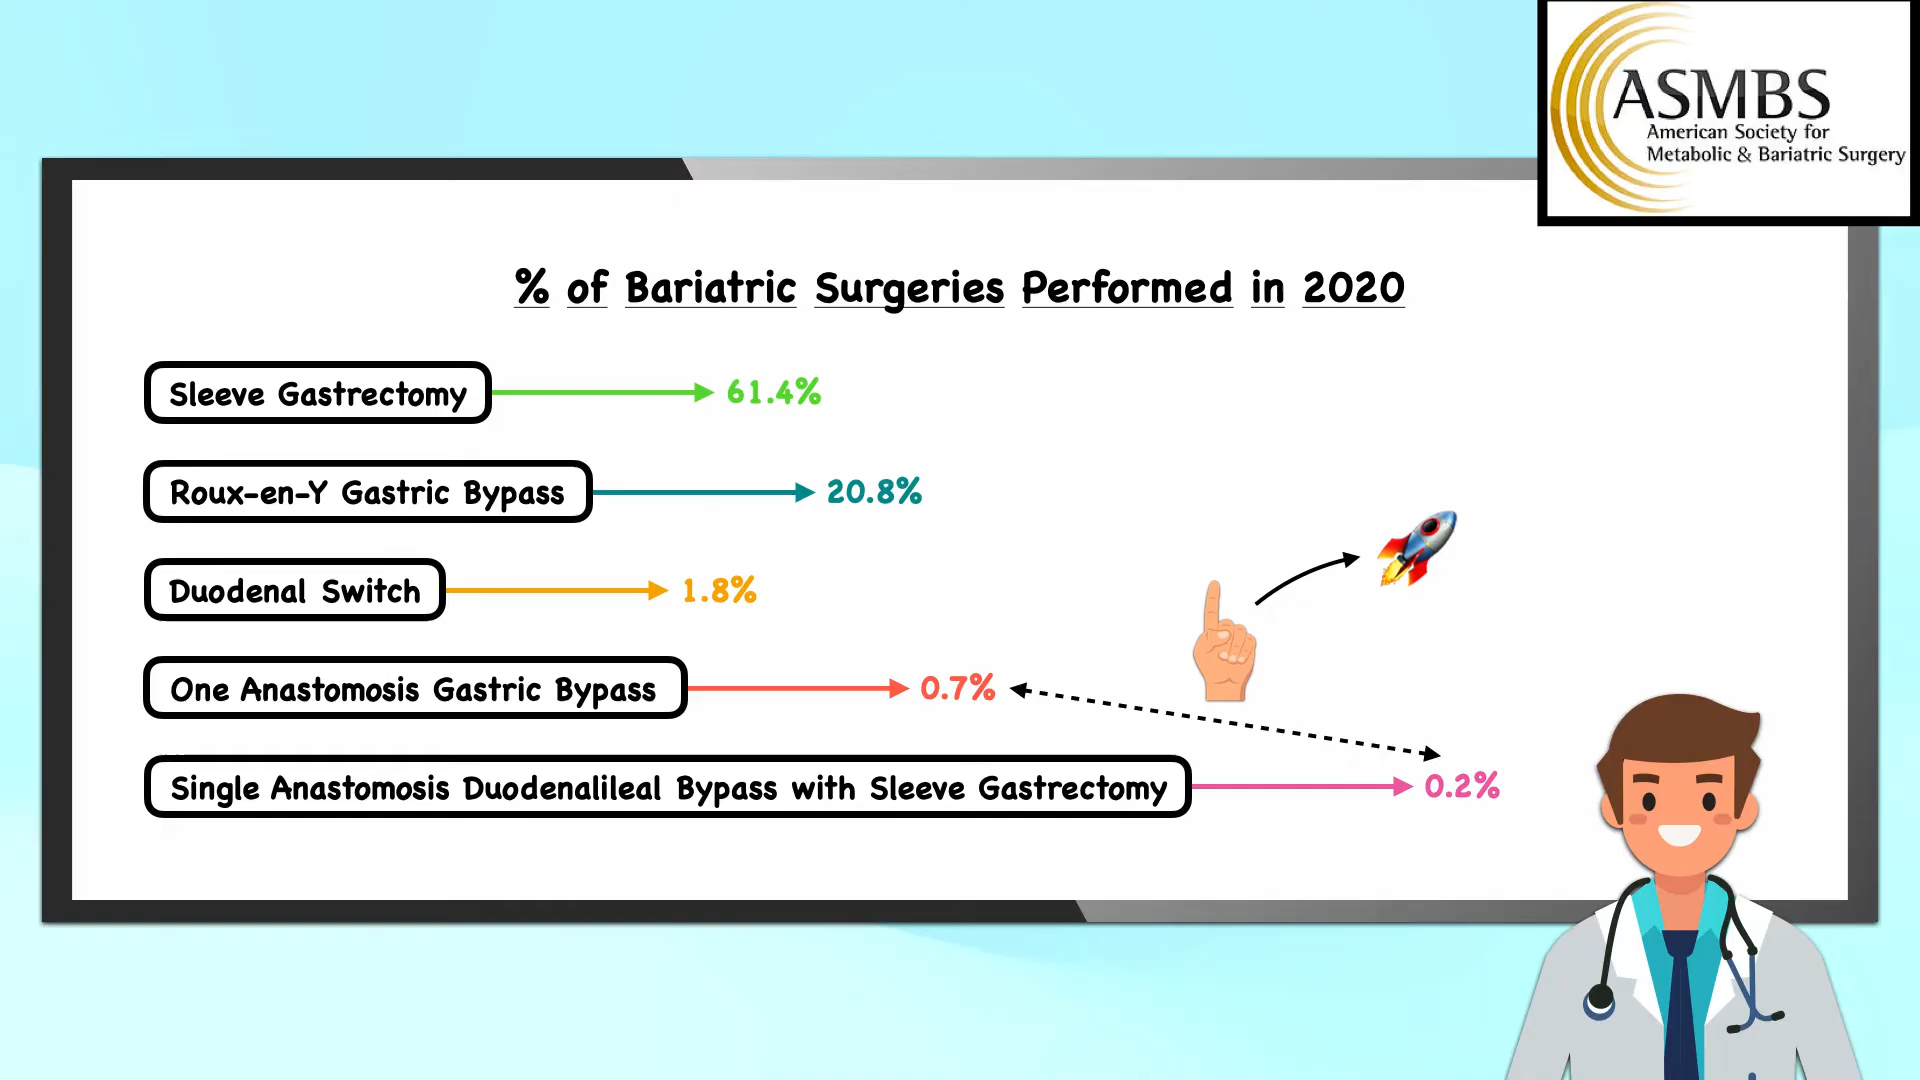 ASMBS
American Society for
Metabolic & Bariatric Surgery
% of Bariatric Surgeries Performed in 2020
Sleeve Gastrectomy 61.4%
Roux-en-Y Gastric Bypass 20.8%
Duodenal Switch 1.8%
One Anastomosis Gastric Bypass 0.7%
Single Anastomosis Duodenalileal Bypass with Sleeve Gastrectomy 0.2%